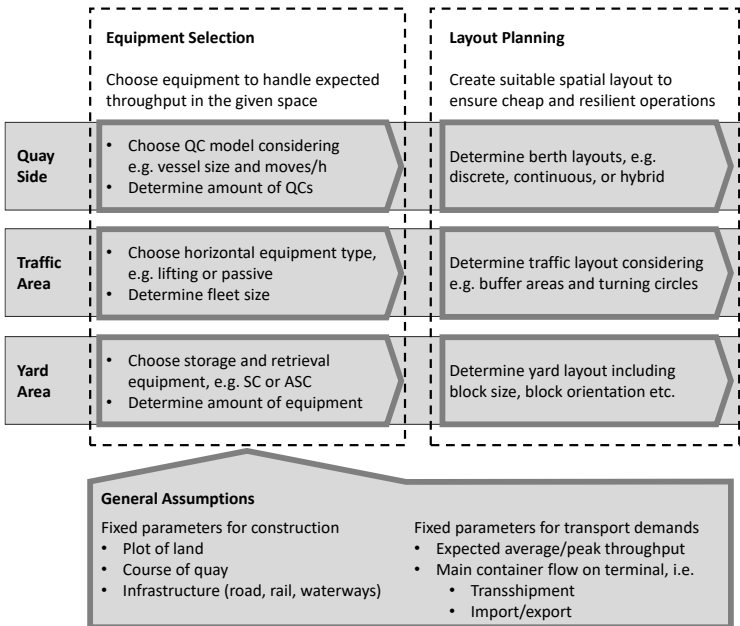 Equipment Selection
Choose equipment to handle expected
throughput in the given space
Layout Planning
Create suitable spatial layout to
ensure cheap and resilient operations
Quay
Side
• Choose QC model considering
e.g. vessel size and moves/h
• Determine amount of QCs
Determine berth layouts, e.g.
discrete, continuous, or hybrid
Traffic
Area
• Choose horizontal equipment type,
e.g. lifting or passive
• Determine fleet size
Determine traffic layout considering
e.g. buffer areas and turning circles
Yard
Area
• Choose storage and retrieval
equipment, e.g. SC or ASC
• Determine amount of equipment
Determine yard layout including
block size, block orientation etc.
General Assumptions
Fixed parameters for construction
• Plot of land
• Course of quay
• Infrastructure (road, rail, waterways)
Fixed parameters for transport demands
• Expected average/peak throughput
• Main container flow on terminal, i.e.
• Transshipment
• Import/export